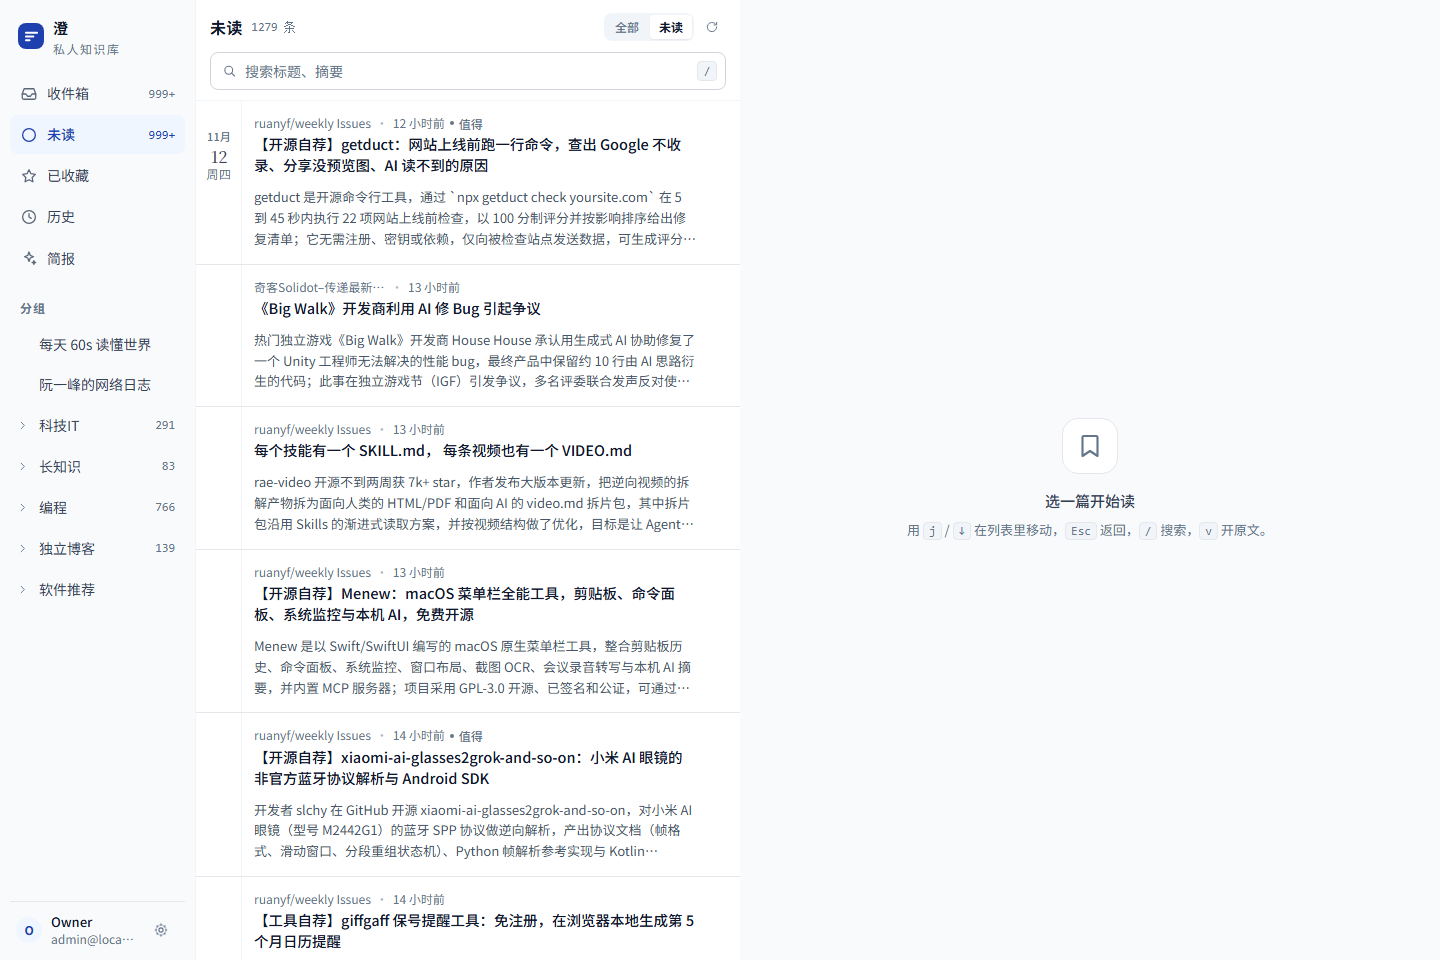 澄
私人知识库
收件箱 999+
未读 999+
已收藏
历史
简报
分组
每天 60s 读懂世界
阮一峰的网络日志
科技IT 291
长知识 83
编程 766
独立博客 139
软件推荐
O
Owner
admin@loca…
未读 1279 条
全部 未读
搜索标题、摘要 /
11月
12
周四
ruanyf/weekly Issues • 12 小时前 • 值得
【开源自荐】getduct：网站上线前跑一行命令，查出 Google 不收
录、分享没预览图、AI 读不到的原因
getduct 是开源命令行工具，通过 `npx getduct check yoursite.com` 在 5
到 45 秒内执行 22 项网站上线前检查，以 100 分制评分并按影响排序给出修
复清单；它无需注册、密钥或依赖，仅向被检查站点发送数据，可生成评分…
奇客Solidot–传递最新… • 13 小时前
《Big Walk》开发商利用 AI 修 Bug 引起争议
热门独立游戏《Big Walk》开发商 House House 承认用生成式 AI 协助修复了
一个 Unity 工程师无法解决的性能 bug，最终产品中保留约 10 行由 AI 思路衍
生的代码；此事在独立游戏节（IGF）引发争议，多名评委联合发声反对使…
ruanyf/weekly Issues • 13 小时前
每个技能有一个 SKILL.md， 每条视频也有一个 VIDEO.md
rae-video 开源不到两周获 7k+ star，作者发布大版本更新，把逆向视频的拆
解产物拆为面向人类的 HTML/PDF 和面向 AI 的 video.md 拆片包，其中拆片
包沿用 Skills 的渐进式读取方案，并按视频结构做了优化，目标是让 Agent…
ruanyf/weekly Issues • 13 小时前
【开源自荐】Menew：macOS 菜单栏全能工具，剪贴板、命令面
板、系统监控与本机 AI，免费开源
Menew 是以 Swift/SwiftUI 编写的 macOS 原生菜单栏工具，整合剪贴板历
史、命令面板、系统监控、窗口布局、截图 OCR、会议录音转写与本机 AI 摘
要，并内置 MCP 服务器；项目采用 GPL-3.0 开源、已签名和公证，可通过…
ruanyf/weekly Issues • 14 小时前 • 值得
【开源自荐】xiaomi-ai-glasses2grok-and-so-on：小米 AI 眼镜的
非官方蓝牙协议解析与 Android SDK
开发者 slchy 在 GitHub 开源 xiaomi-ai-glasses2grok-and-so-on，对小米 AI
眼镜（型号 M2442G1）的蓝牙 SPP 协议做逆向解析，产出协议文档（帧格
式、滑动窗口、分段重组状态机）、Python 帧解析参考实现与 Kotlin…
ruanyf/weekly Issues • 14 小时前
【工具自荐】giffgaff 保号提醒工具：免注册，在浏览器本地生成第 5
个月日历提醒
选一篇开始读
用 j / ↓ 在列表里移动，Esc 返回，/ 搜索，v 开原文。